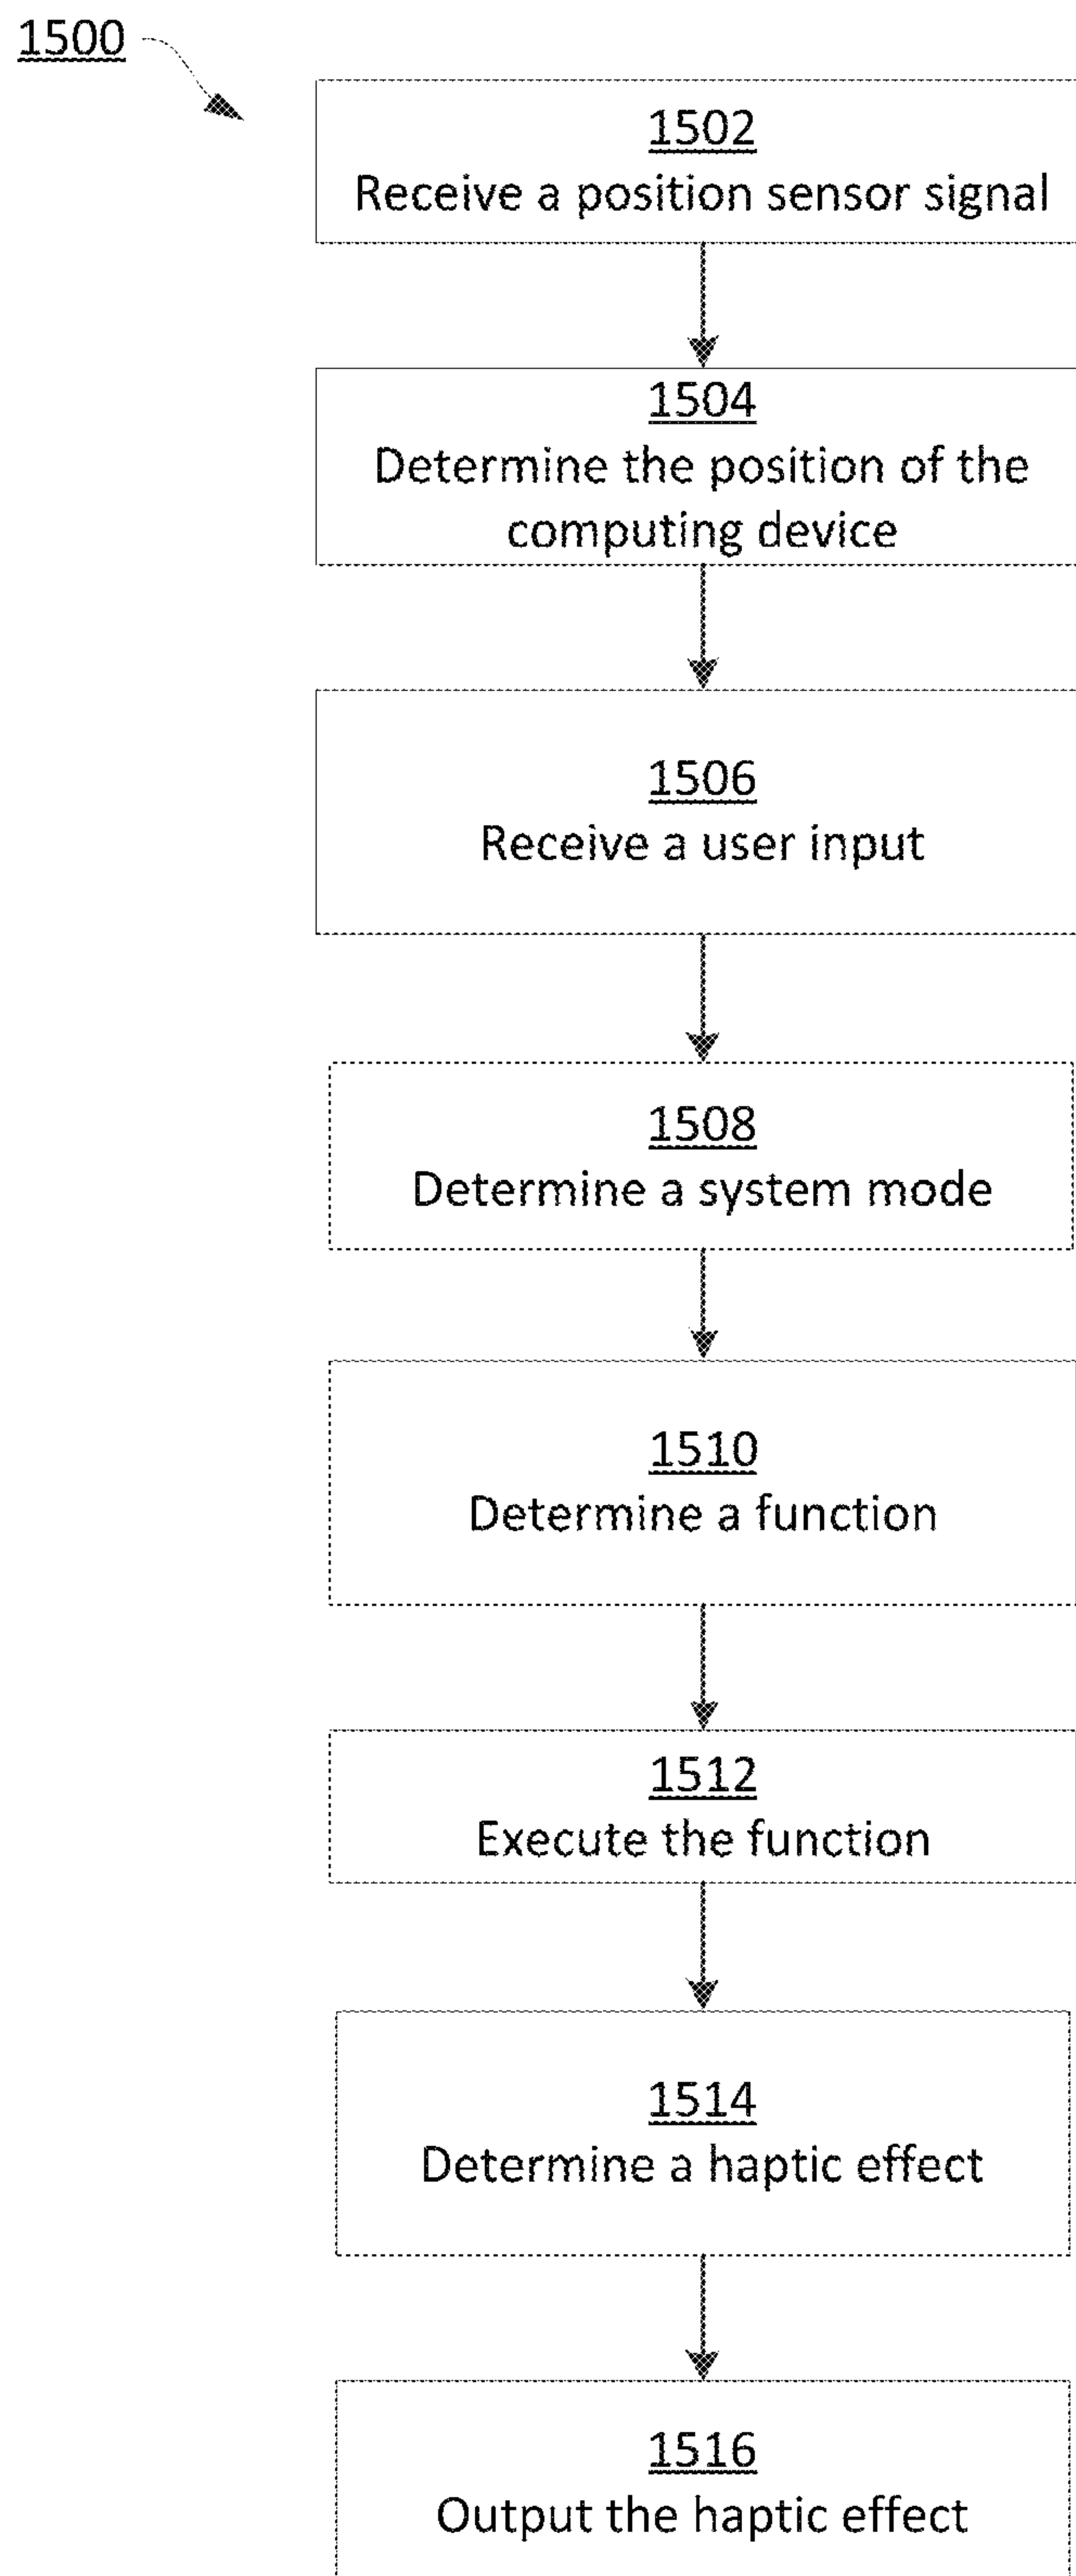 1500
1502
Receive a position sensor signal
1504
Determine the position of the
computing device
1506
Receive a user input
1508
Determine a system mode
1510
Determine a function
1512
Execute the function
1514
Determine a haptic effect
1516
Output the haptic effect